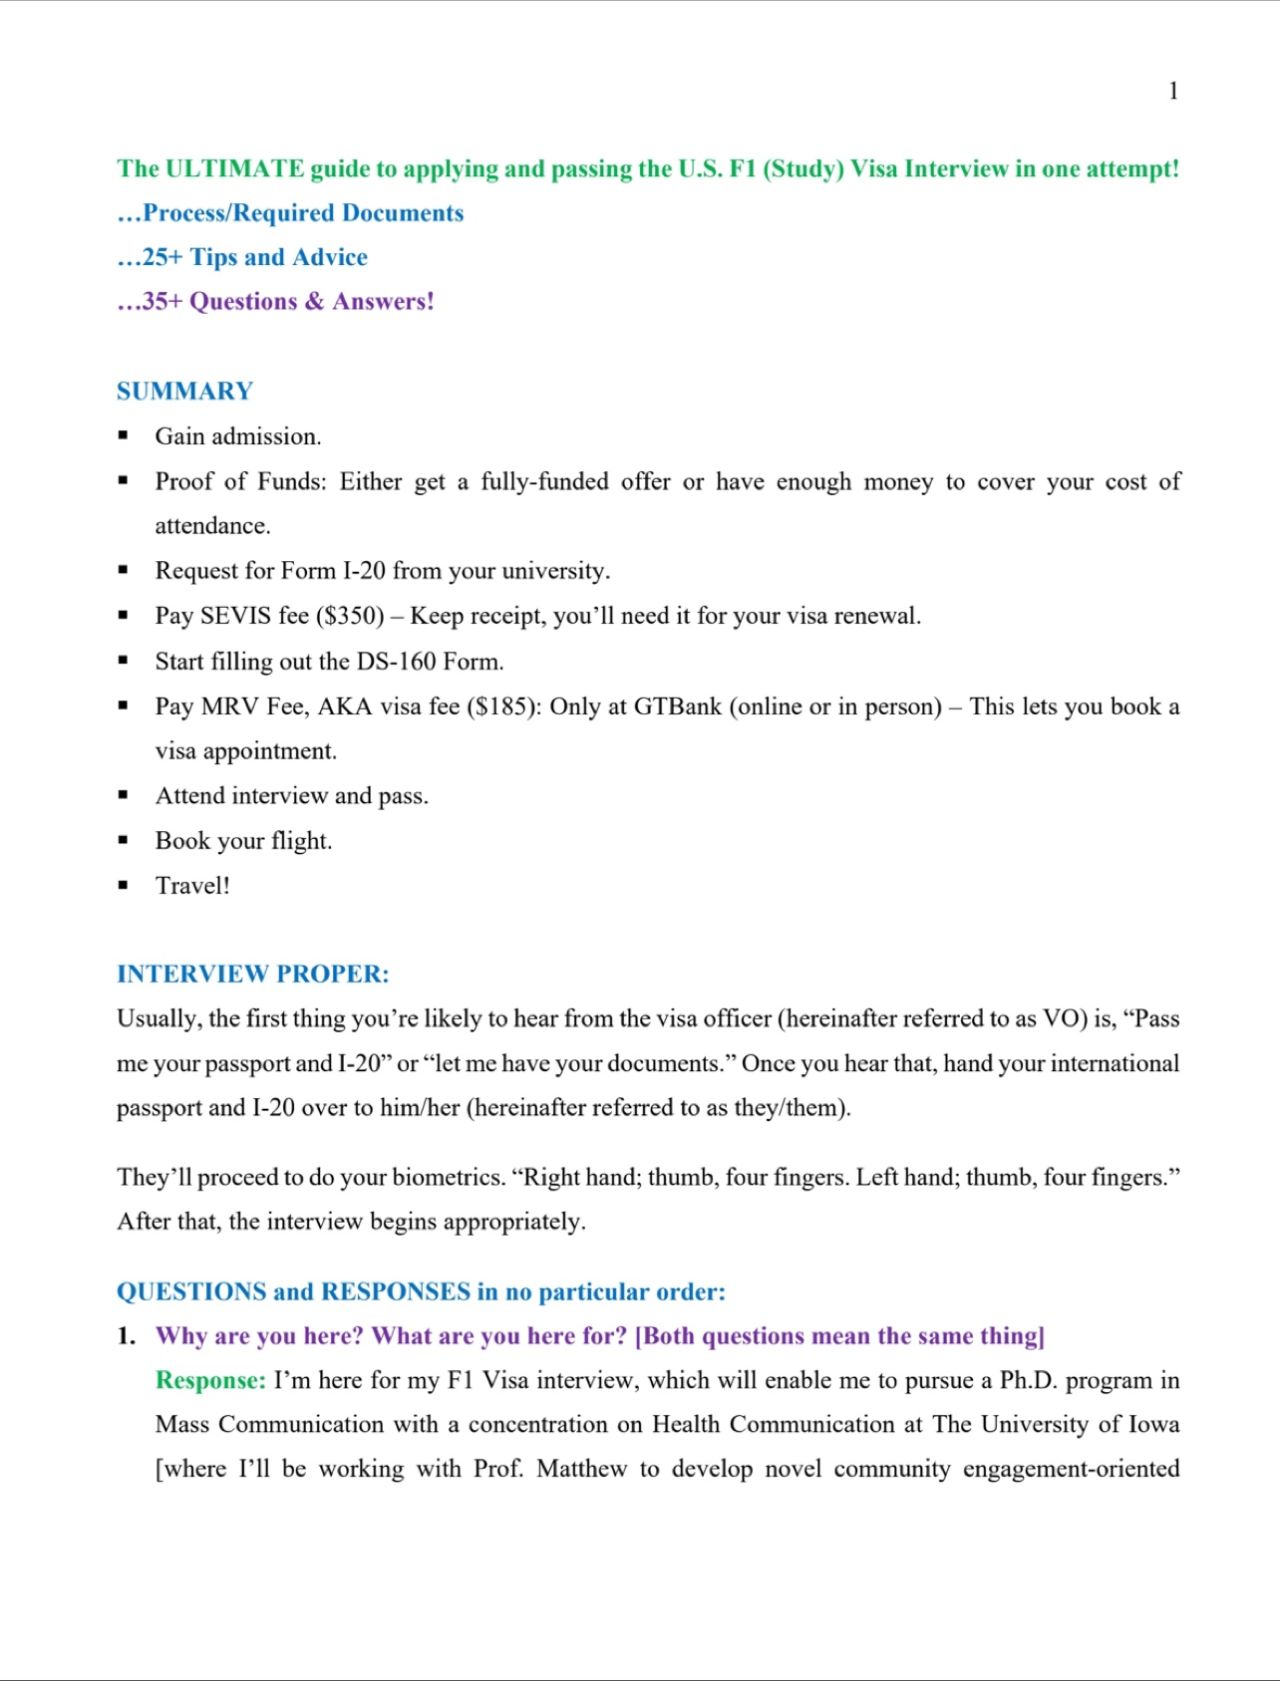 1
The ULTIMATE guide to applying and passing the U.S. F1 (Study) Visa Interview in one attempt!
…Process/Required Documents
…25+ Tips and Advice
…35+ Questions & Answers!
SUMMARY
▪ Gain admission.
▪ Proof of Funds: Either get a fully-funded offer or have enough money to cover your cost of
attendance.
▪ Request for Form I-20 from your university.
▪ Pay SEVIS fee ($350) – Keep receipt, you’ll need it for your visa renewal.
▪ Start filling out the DS-160 Form.
▪ Pay MRV Fee, AKA visa fee ($185): Only at GTBank (online or in person) – This lets you book a
visa appointment.
▪ Attend interview and pass.
▪ Book your flight.
▪ Travel!
INTERVIEW PROPER:
Usually, the first thing you’re likely to hear from the visa officer (hereinafter referred to as VO) is, “Pass
me your passport and I-20” or “let me have your documents.” Once you hear that, hand your international
passport and I-20 over to him/her (hereinafter referred to as they/them).
They’ll proceed to do your biometrics. “Right hand; thumb, four fingers. Left hand; thumb, four fingers.”
After that, the interview begins appropriately.
QUESTIONS and RESPONSES in no particular order:
1. Why are you here? What are you here for? [Both questions mean the same thing]
Response: I’m here for my F1 Visa interview, which will enable me to pursue a Ph.D. program in
Mass Communication with a concentration on Health Communication at The University of Iowa
[where I’ll be working with Prof. Matthew to develop novel community engagement-oriented